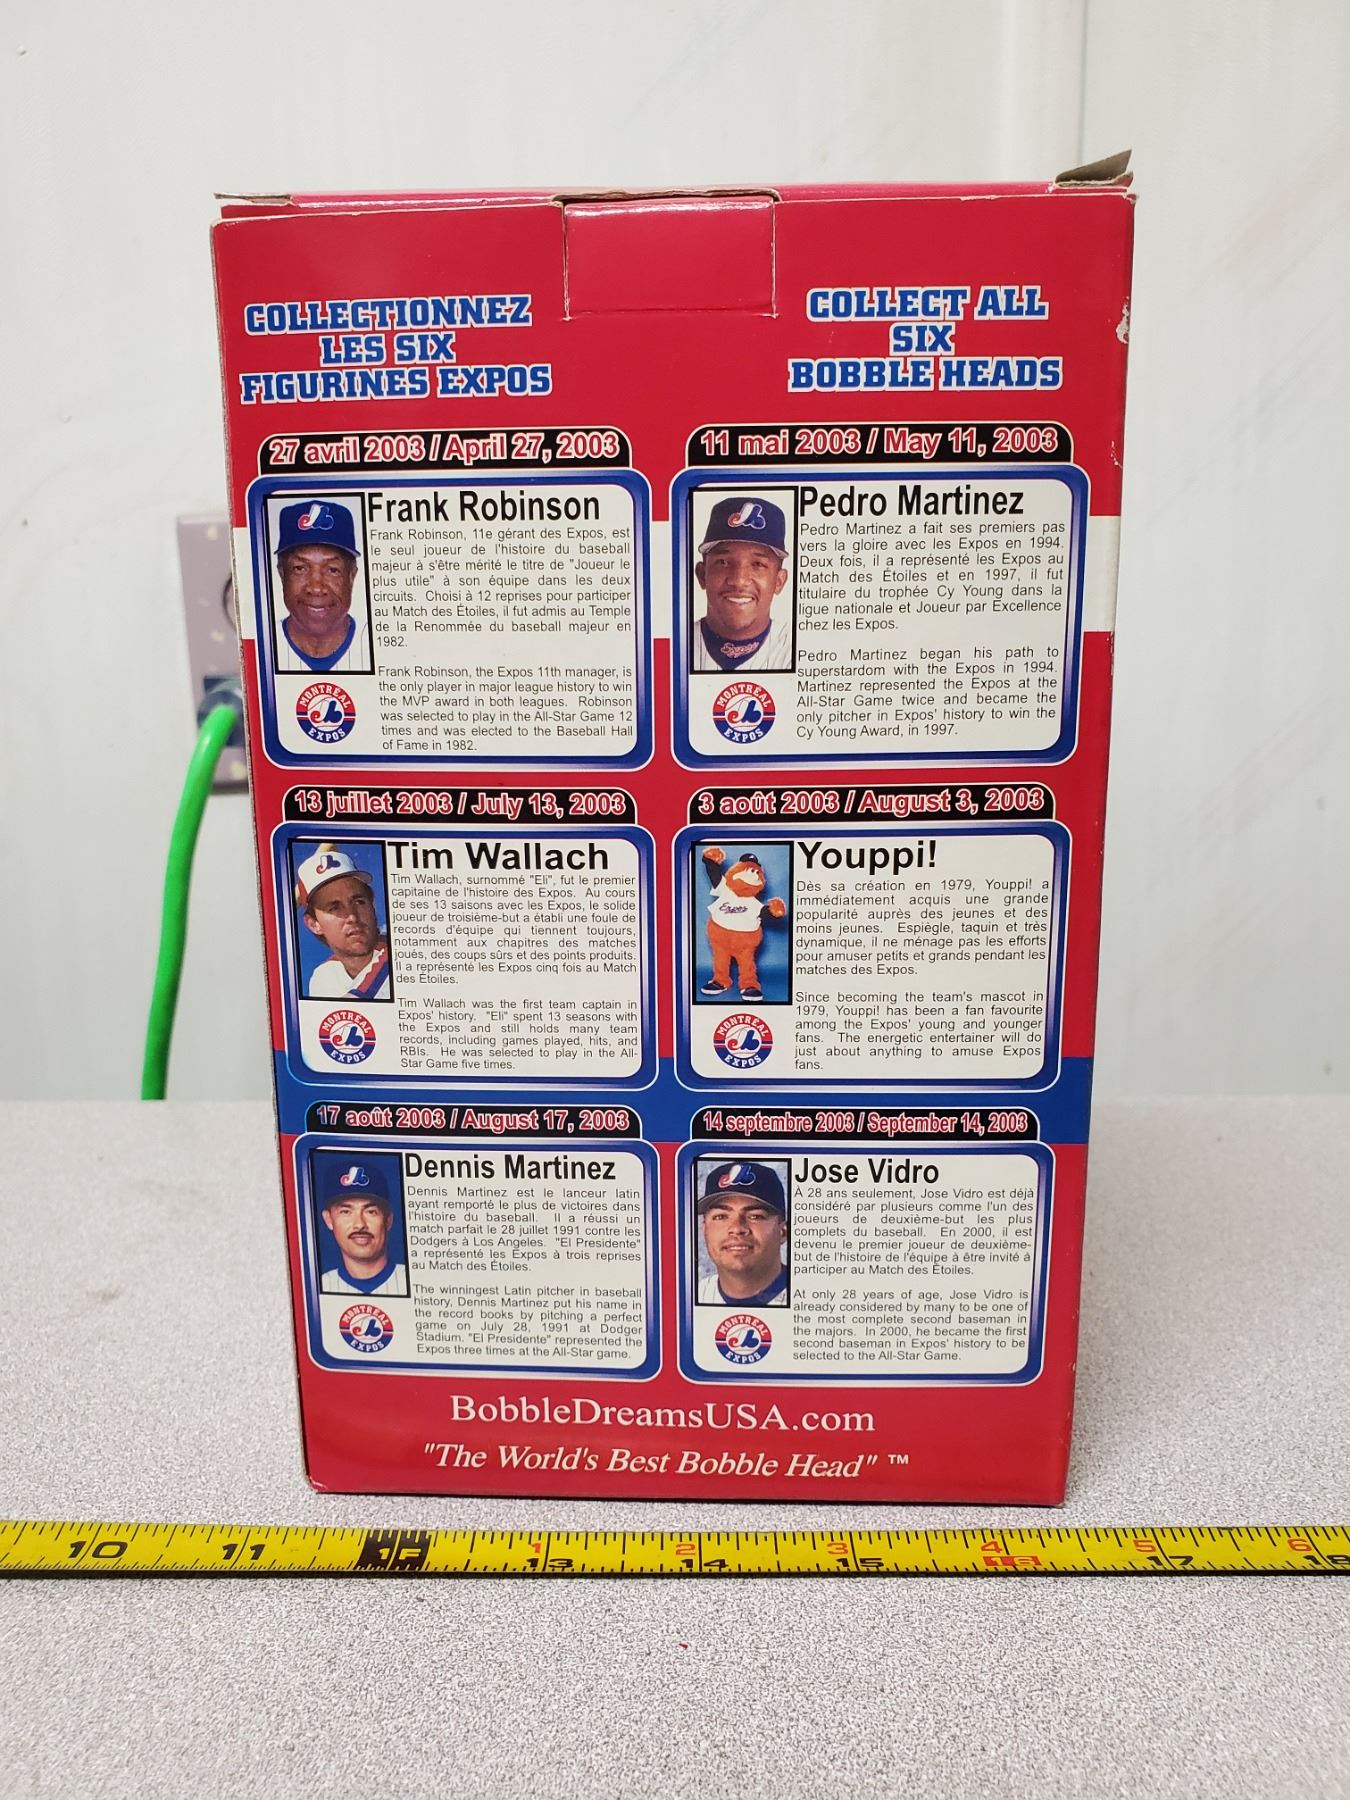 COLLECTIONNEZ
LES SIX
FIGURINES EXPOS
COLLECT ALL
SIX
BOBBLE HEADS
27 avril 2003 / April 27, 2003
Frank Robinson
Frank Robinson, 11e gérant des Expos, est
le seul joueur de l'histoire du baseball
majeur à s'être mérité le titre de "Joueur le
plus utile" à son équipe dans les deux
circuits. Choisi à 12 reprises pour participer
au Match des Étoiles, il fut admis au Temple
de la Renommée du baseball majeur en
1982.
Frank Robinson, the Expos 11th manager, is
the only player in major league history to win
the MVP award in both leagues. Robinson
was selected to play in the All-Star Game 12
times and was elected to the Baseball Hall
of Fame in 1982.
MONTRÉAL
EXPOS
11 mai 2003 / May 11, 2003
Pedro Martinez
Pedro Martinez a fait ses premiers pas
vers la gloire avec les Expos en 1994.
Deux fois, il a représenté les Expos au
Match des Étoiles et en 1997, il fut
titulaire du trophée Cy Young dans la
ligue nationale et Joueur par Excellence
chez les Expos.
Pedro Martinez began his path to
superstardom with the Expos in 1994.
Martinez represented the Expos at the
All-Star Game twice and became the
only pitcher in Expos' history to win the
Cy Young Award, in 1997.
MONTRÉAL
EXPOS
13 juillet 2003 / July 13, 2003
Tim Wallach
Tim Wallach, surnommé "Eli", fut le premier
capitaine de l'histoire des Expos. Au cours
de ses 13 saisons avec les Expos, le solide
joueur de troisième-but a établi une foule de
records d'équipe qui tiennent toujours,
notamment aux chapitres des matches
joués, des coups sûrs et des points produits.
Il a représenté les Expos cinq fois au Match
des Étoiles.
Tim Wallach was the first team captain in
Expos' history. "Eli" spent 13 seasons with
the Expos and still holds many team
records, including games played, hits, and
RBIs. He was selected to play in the All-
Star Game five times.
MONTRÉAL
EXPOS
3 août 2003 / August 3, 2003
Youppi!
Dès sa création en 1979, Youppi! a
immédiatement acquis une grande
popularité auprès des jeunes et des
moins jeunes. Espiègle, taquin et très
dynamique, il ne ménage pas les efforts
pour amuser petits et grands pendant les
matches des Expos.
Since becoming the team's mascot in
1979, Youppi! has been a fan favourite
among the Expos' young and younger
fans. The energetic entertainer will do
just about anything to amuse Expos
fans.
Expos
MONTRÉAL
EXPOS
17 août 2003 / August 17, 2003
Dennis Martinez
Dennis Martinez est le lanceur latin
ayant remporté le plus de victoires dans
l'histoire du baseball. Il a réussi un
match parfait le 28 juillet 1991 contre les
Dodgers à Los Angeles. "El Presidente"
a représenté les Expos à trois reprises
au Match des Étoiles.
The winningest Latin pitcher in baseball
history, Dennis Martinez put his name in
the record books by pitching a perfect
game on July 28, 1991 at Dodger
Stadium. "El Presidente" represented the
Expos three times at the All-Star game.
MONTRÉAL
EXPOS
14 septembre 2003 / September 14, 2003
Jose Vidro
À 28 ans seulement, Jose Vidro est déjà
considéré par plusieurs comme l'un des
joueurs de deuxième-but les plus
complets du baseball. En 2000, il est
devenu le premier joueur de deuxième-
but de l'histoire de l'équipe à être invité à
participer au Match des Étoiles.
At only 28 years of age, Jose Vidro is
already considered by many to be one of
the most complete second baseman in
the majors. In 2000, he became the first
second baseman in Expos' history to be
selected to the All-Star Game.
MONTRÉAL
EXPOS
BobbleDreamsUSA.com
"The World's Best Bobble Head" ™
1 2 3 4 5 6
10 11 1F 13 14 15 16 17 18